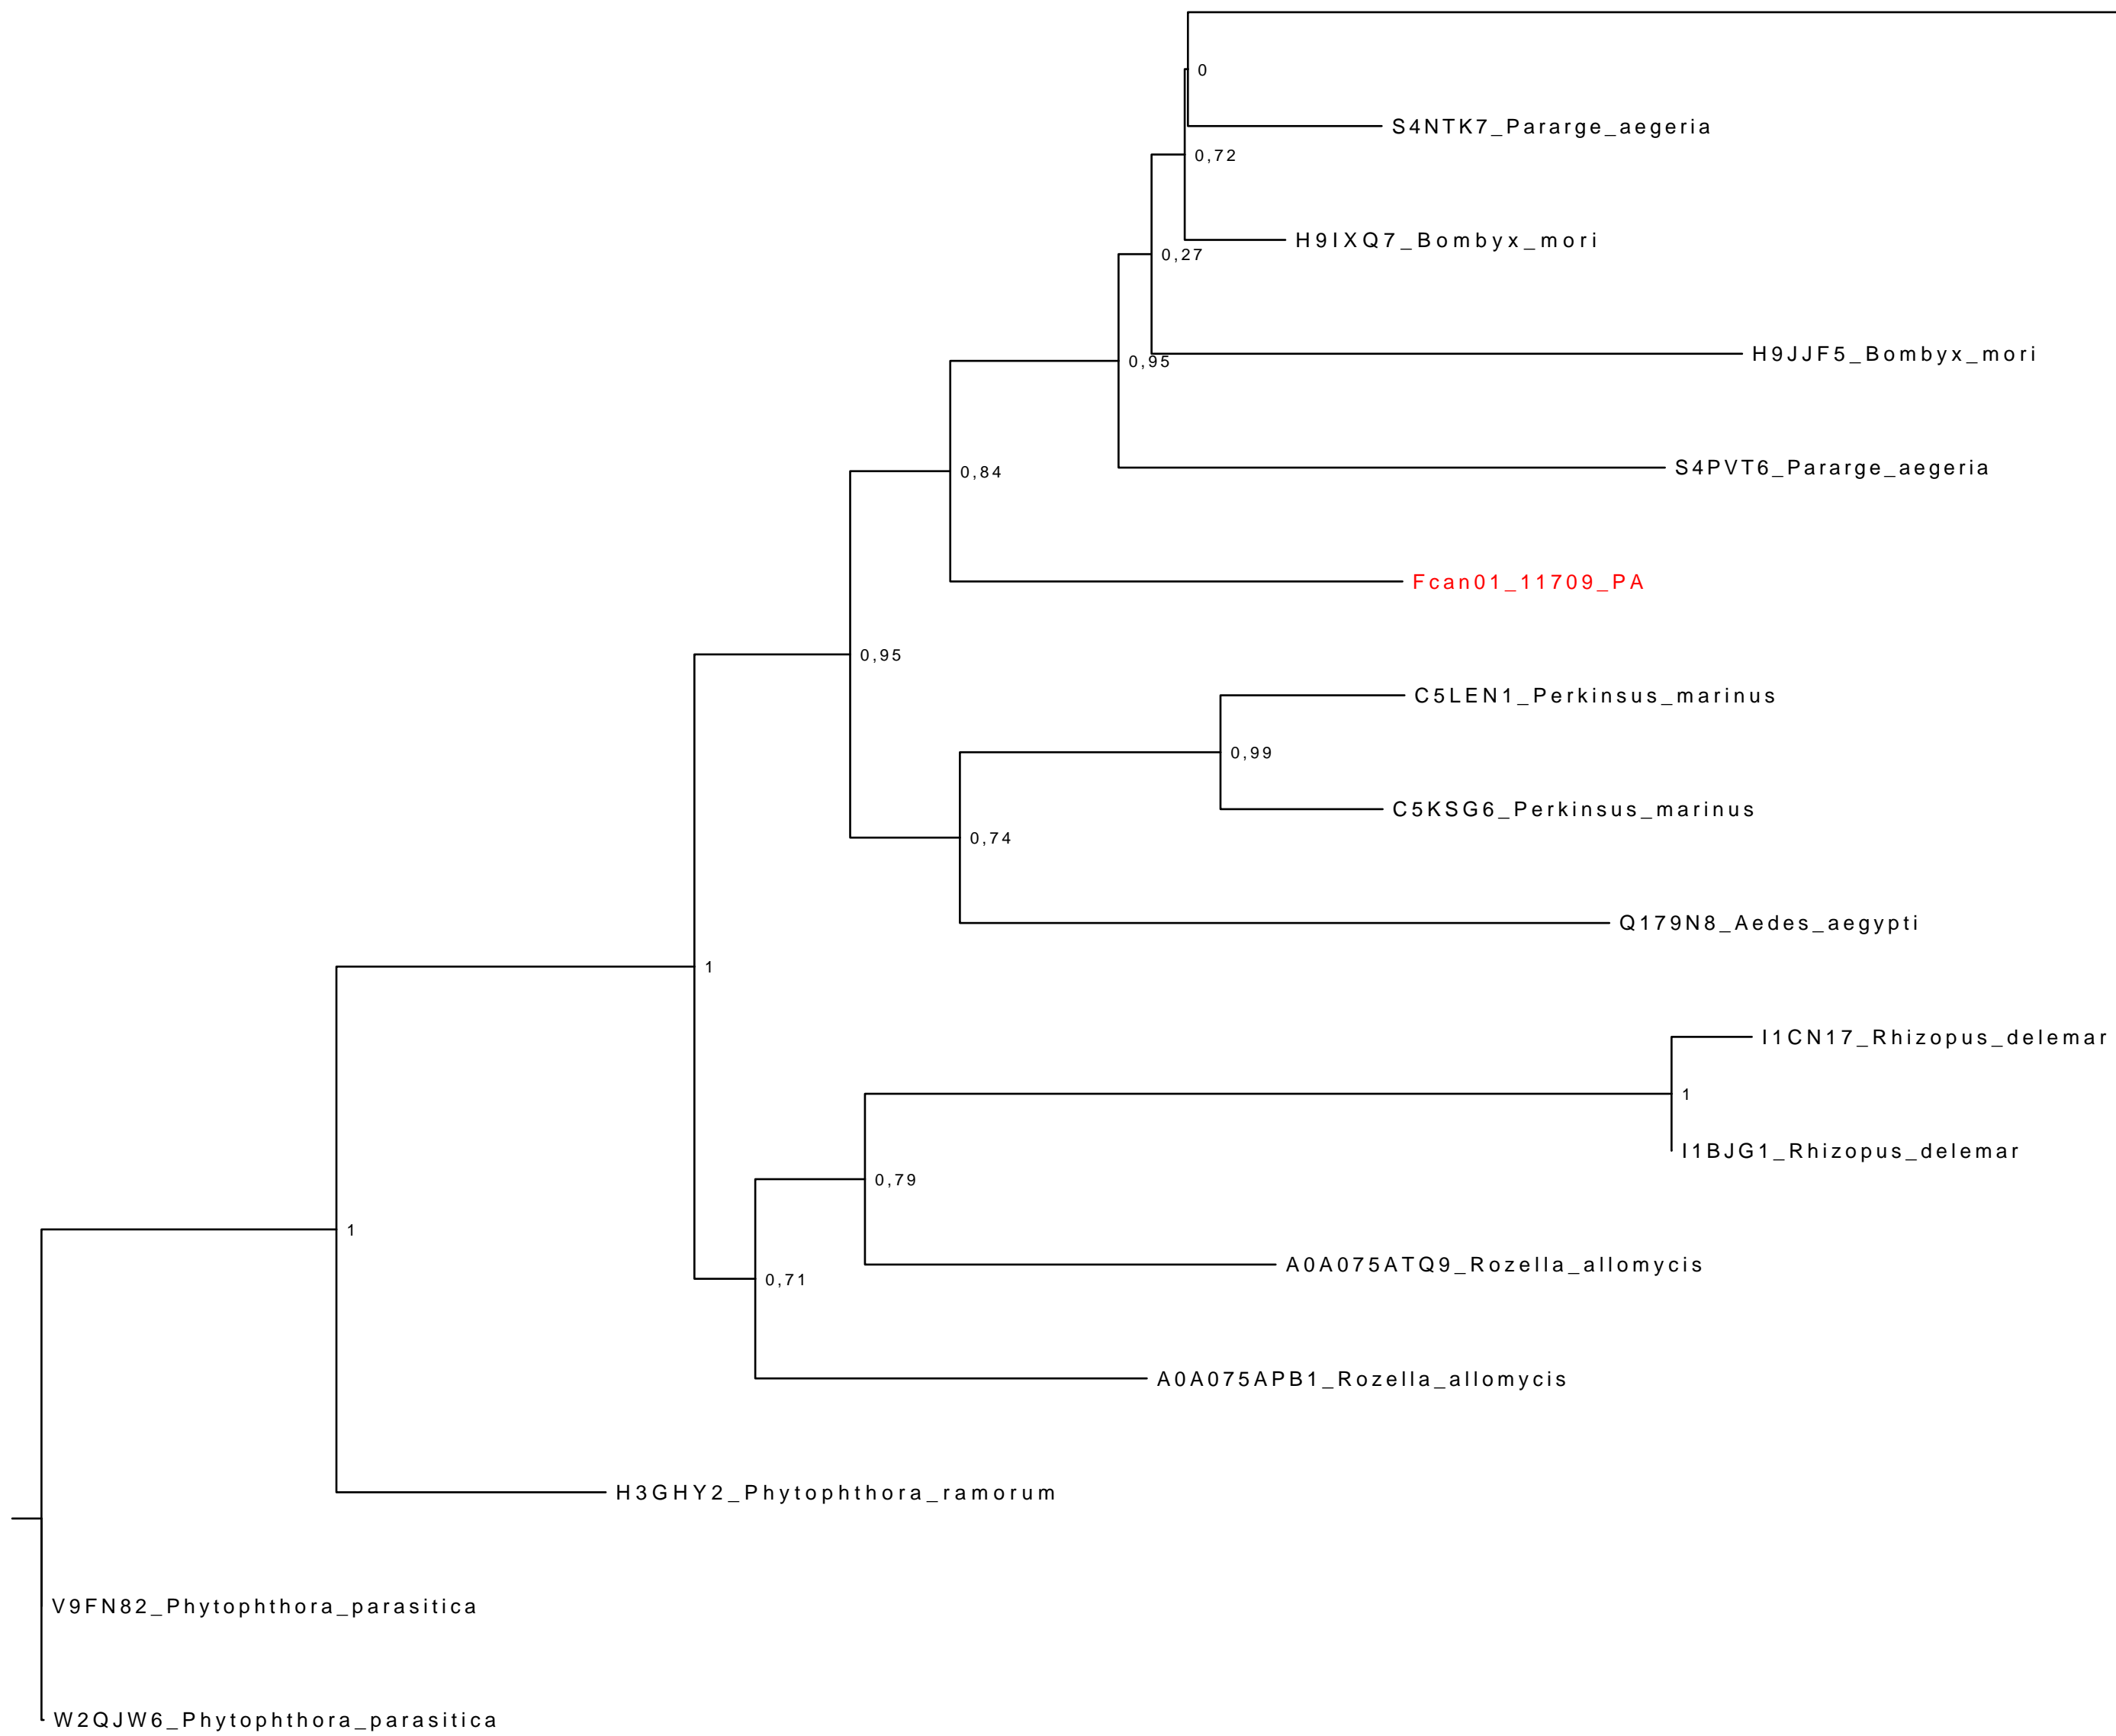 0
S4NTK7_Pararge_aegeria
0,72
H9IXQ7_Bombyx_mori
0,27
H9JJF5_Bombyx_mori
0,95
S4PVT6_Pararge_aegeria
0,84
Fcan01_11709_PA
0,95
C5LEN1_Perkinsus_marinus
0,99
C5KSG6_Perkinsus_marinus
0,74
Q179N8_Aedes_aegypti
1
I1CN17_Rhizopus_delemar
1
I1BJG1_Rhizopus_delemar
0,79
1
A0A075ATQ9_Rozella_allomycis
0,71
A0A075APB1_Rozella_allomycis
H3GHY2_Phytophthora_ramorum
V9FN82_Phytophthora_parasitica
W2QJW6_Phytophthora_parasitica